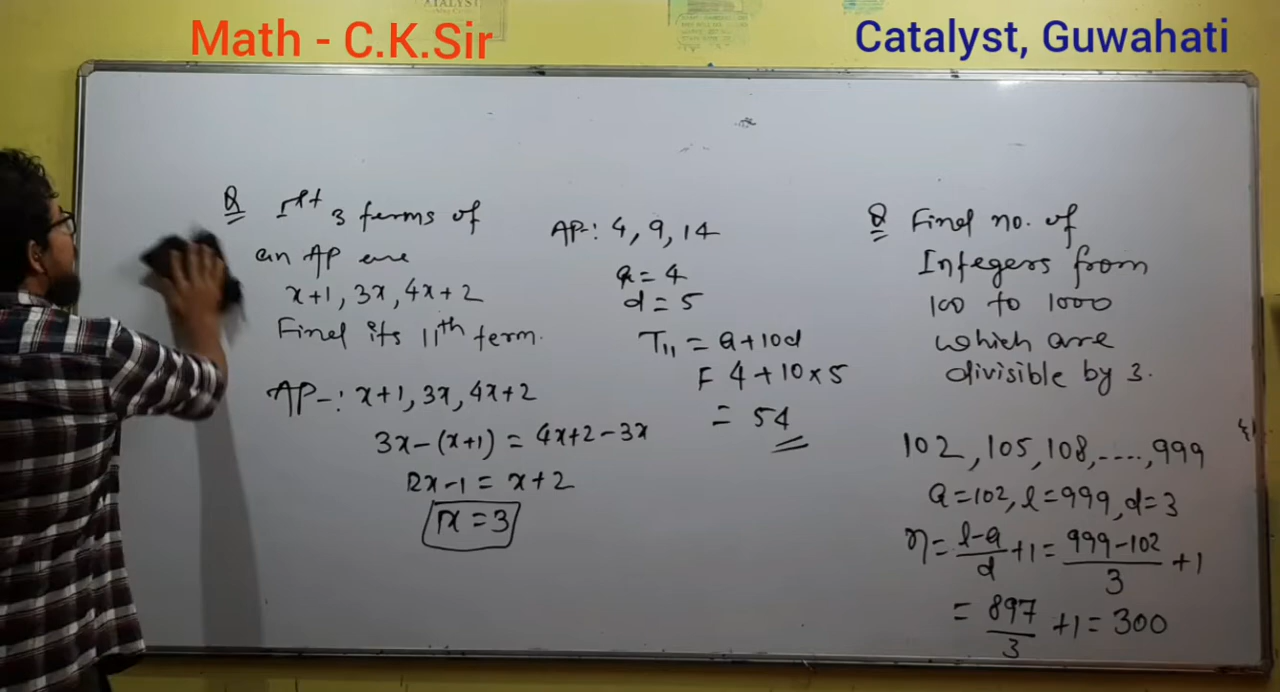 Math - C.K.Sir
Catalyst, Guwahati
Q 1st 3 terms of
an AP are
x+1, 3x, 4x+2
Find its 11th term.
AP-: x+1, 3x, 4x+2
3x-(x+1) = 4x+2-3x
2x-1 = x+2
x=3
AP-: 4, 9, 14
a=4
d=5
T11 = a+10d
= 4+10×5
= 54
Q Find no. of
Integers from
100 to 1000
which are
divisible by 3.
102, 105, 108, ...., 999
a=102, l=999, d=3
n = (l-a)/d + 1 = (999-102)/3 + 1
= 897/3 + 1 = 300